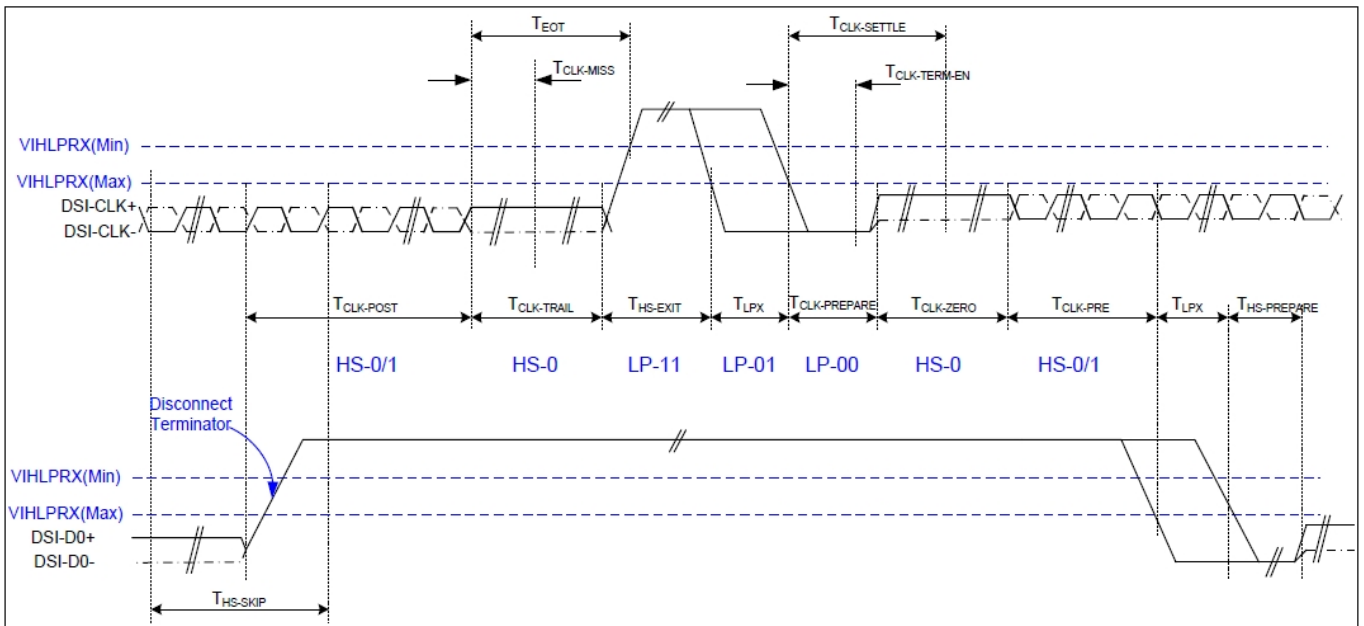 TEOT
TCLK-SETTLE
TCLK-MISS
TCLK-TERM-EN
VIHLPRX(Min)
VIHLPRX(Max)
DSI-CLK+
DSI-CLK-
TCLK-POST
TCLK-TRAIL
THS-EXIT
TLPX
TCLK-PREPARE
TCLK-ZERO
TCLK-PRE
TLPX
THS-PREPARE
HS-0/1
HS-0
LP-11
LP-01
LP-00
HS-0
HS-0/1
Disconnect
Terminator
VIHLPRX(Min)
VIHLPRX(Max)
DSI-D0+
DSI-D0-
THS-SKIP